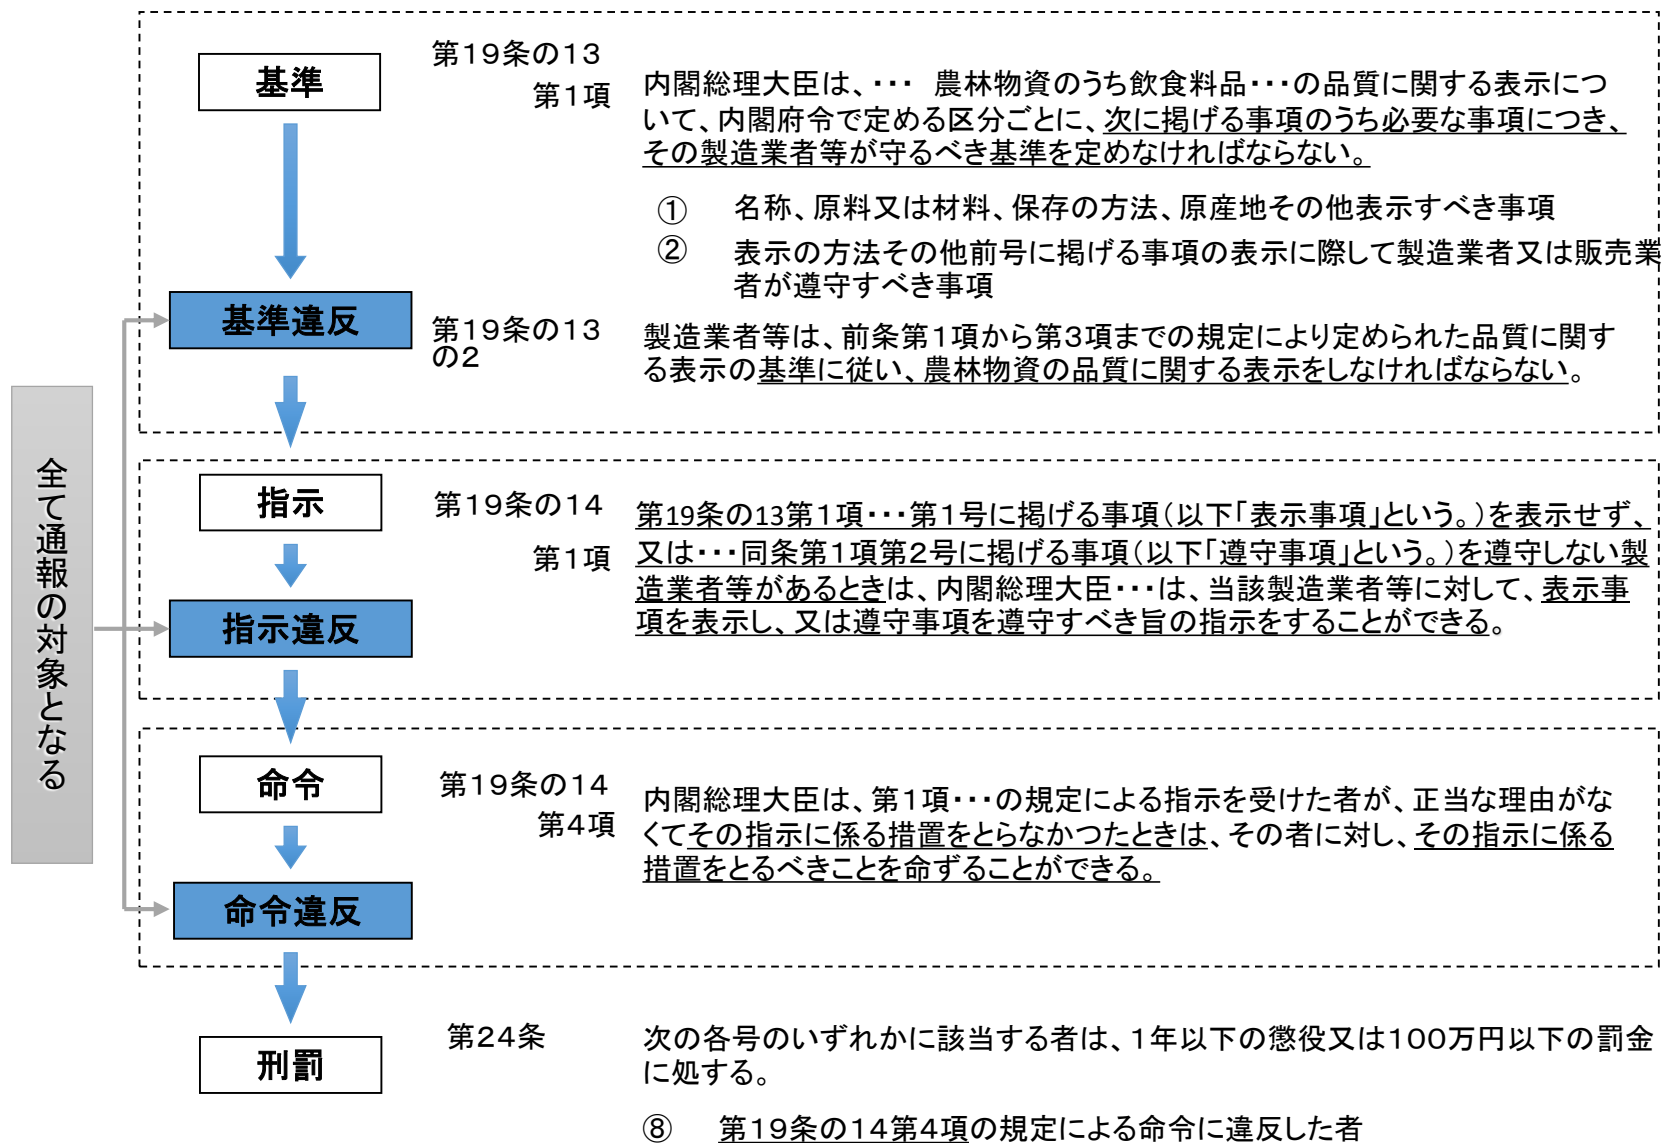 基準
第１９条の１３
第１項
内閣総理大臣は、・・・ 農林物資のうち飲食料品・・・の品質に関する表示につ
いて、内閣府令で定める区分ごとに、次に掲げる事項のうち必要な事項につき、
その製造業者等が守るべき基準を定めなければならない。
① 名称、原料又は材料、保存の方法、原産地その他表示すべき事項
② 表示の方法その他前号に掲げる事項の表示に際して製造業者又は販売業
者が遵守すべき事項
基準違反
第１９条の１３
の２
製造業者等は、前条第１項から第３項までの規定により定められた品質に関す
る表示の基準に従い、農林物資の品質に関する表示をしなければならない。
全て通報の対象となる
指示
第１９条の１４
第１項
第19条の13第１項・・・第１号に掲げる事項（以下「表示事項」という。）を表示せず、
又は・・・同条第１項第２号に掲げる事項（以下「遵守事項」という。）を遵守しない製
造業者等があるときは、内閣総理大臣・・・は、当該製造業者等に対して、表示事
項を表示し、又は遵守事項を遵守すべき旨の指示をすることができる。
指示違反
命令
第１９条の１４
第４項
内閣総理大臣は、第１項・・・の規定による指示を受けた者が、正当な理由がな
くてその指示に係る措置をとらなかつたときは、その者に対し、その指示に係る
措置をとるべきことを命ずることができる。
命令違反
刑罰
第２４条
次の各号のいずれかに該当する者は、１年以下の懲役又は１００万円以下の罰金
に処する。
⑧ 第１９条の１４第４項の規定による命令に違反した者